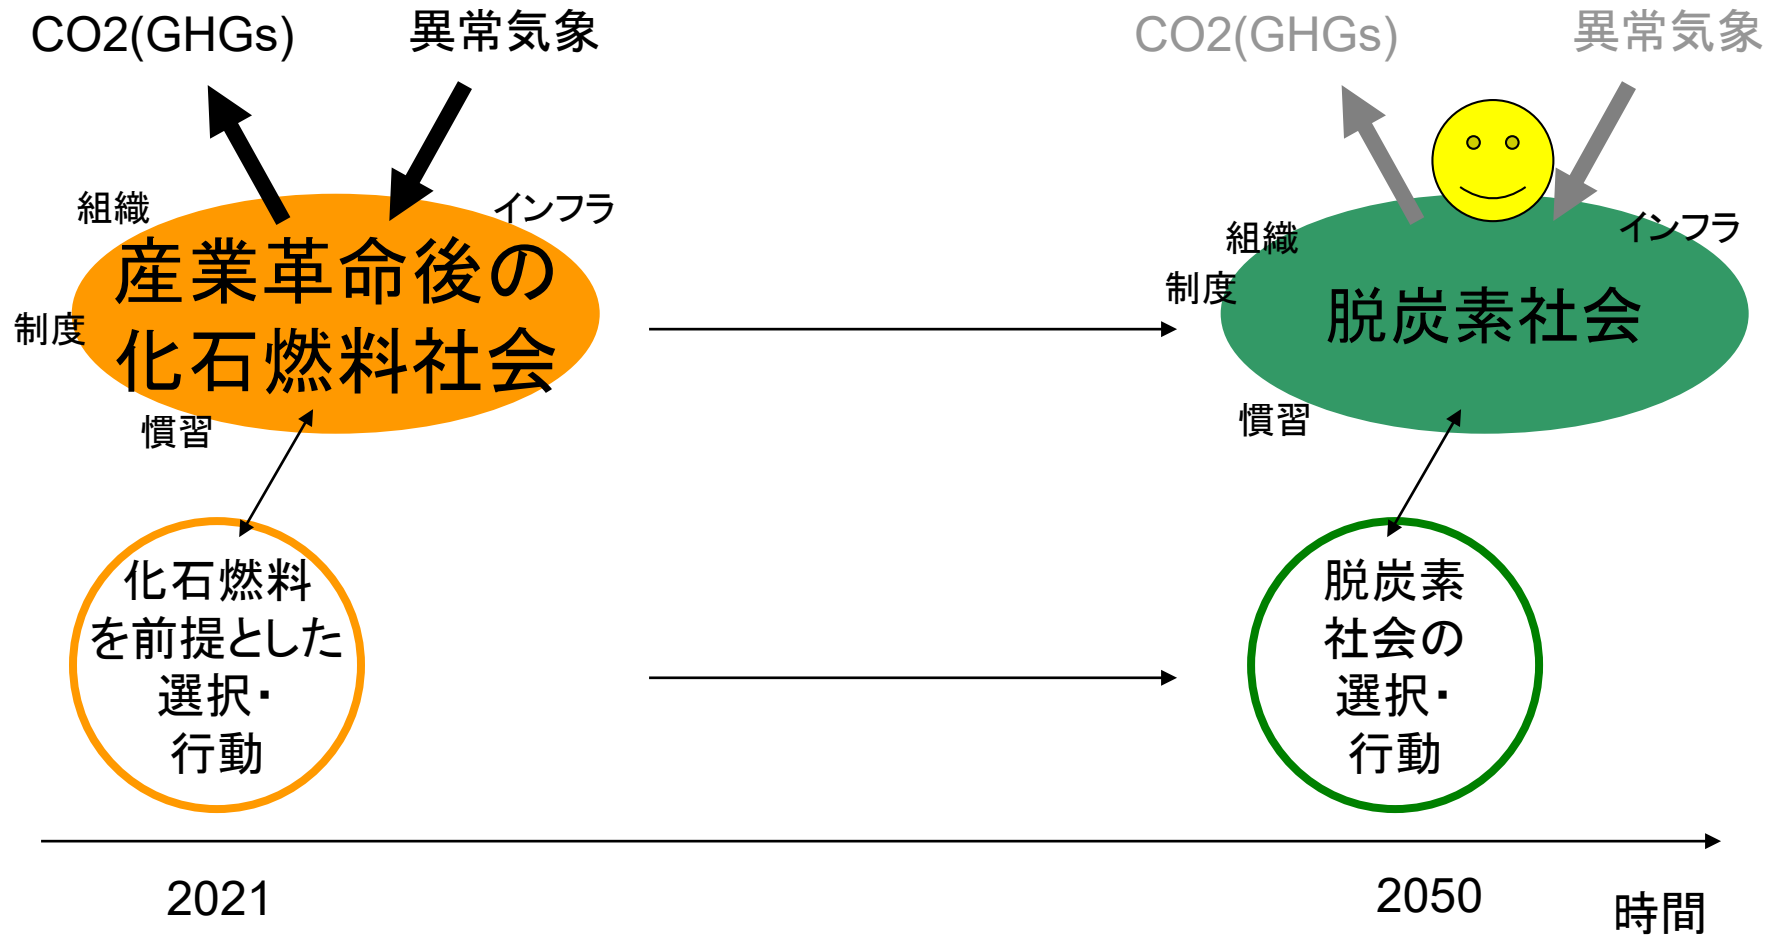 CO2(GHGs)
異常気象
組織
インフラ
産業革命後の
制度
化石燃料社会
慣習
化石燃料
を前提とした
選択・
行動
CO2(GHGs)
異常気象
組織
インフラ
制度
脱炭素社会
慣習
脱炭素
社会の
選択・
行動
2021
2050
時間